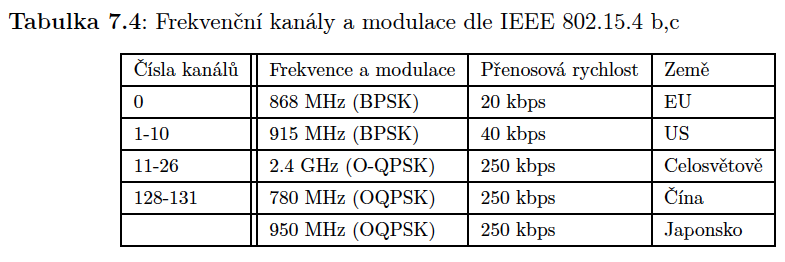 Tabulka 7.4: Frekvenční kanály a modulace dle IEEE 802.15.4 b,c
Čísla kanálů Frekvence a modulace Přenosová rychlost Země
0 868 MHz (BPSK) 20 kbps EU
1-10 915 MHz (BPSK) 40 kbps US
11-26 2.4 GHz (O-QPSK) 250 kbps Celosvětově
128-131 780 MHz (OQPSK) 250 kbps Čína
950 MHz (OQPSK) 250 kbps Japonsko